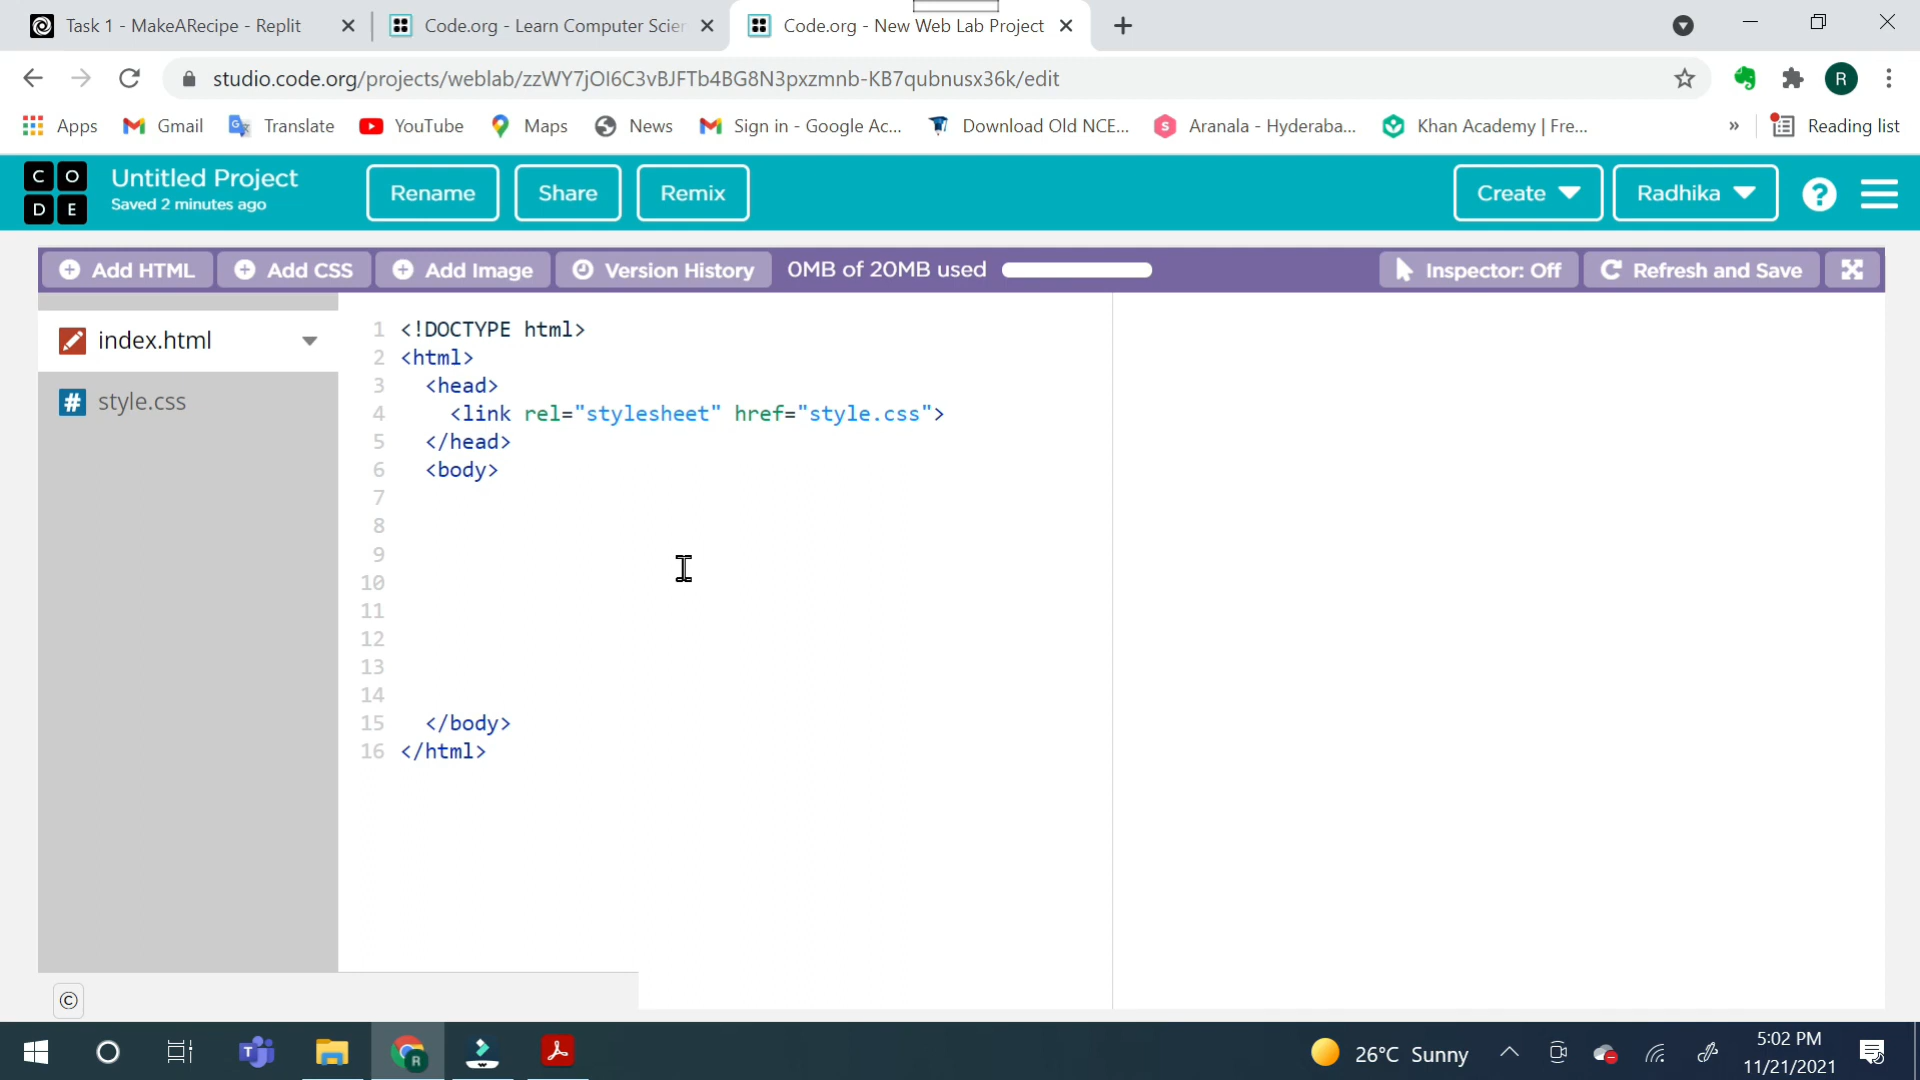 Task 1 - MakeARecipe - Replit
Code.org - Learn Computer Scien
Code.org - New Web Lab Project
studio.code.org/projects/weblab/zzWY7jOI6C3vBJFTb4BG8N3pxzmnb-KB7qubnusx36k/edit
R
Apps
Gmail
Translate
YouTube
Maps
News
Sign in - Google Ac...
Download Old NCE...
Aranala - Hyderaba...
Khan Academy | Fre...
»
Reading list
C O
D E
Untitled Project
Saved 2 minutes ago
Rename
Share
Remix
Create
Radhika
?
Add HTML
Add CSS
Add Image
Version History
0MB of 20MB used
Inspector: Off
Refresh and Save
index.html
# style.css
1 <!DOCTYPE html>
2 <html>
3 <head>
4 <link rel="stylesheet" href="style.css">
5 </head>
6 <body>
7
8
9
10
11
12
13
14
15 </body>
16 </html>
©
26°C Sunny
5:02 PM
11/21/2021